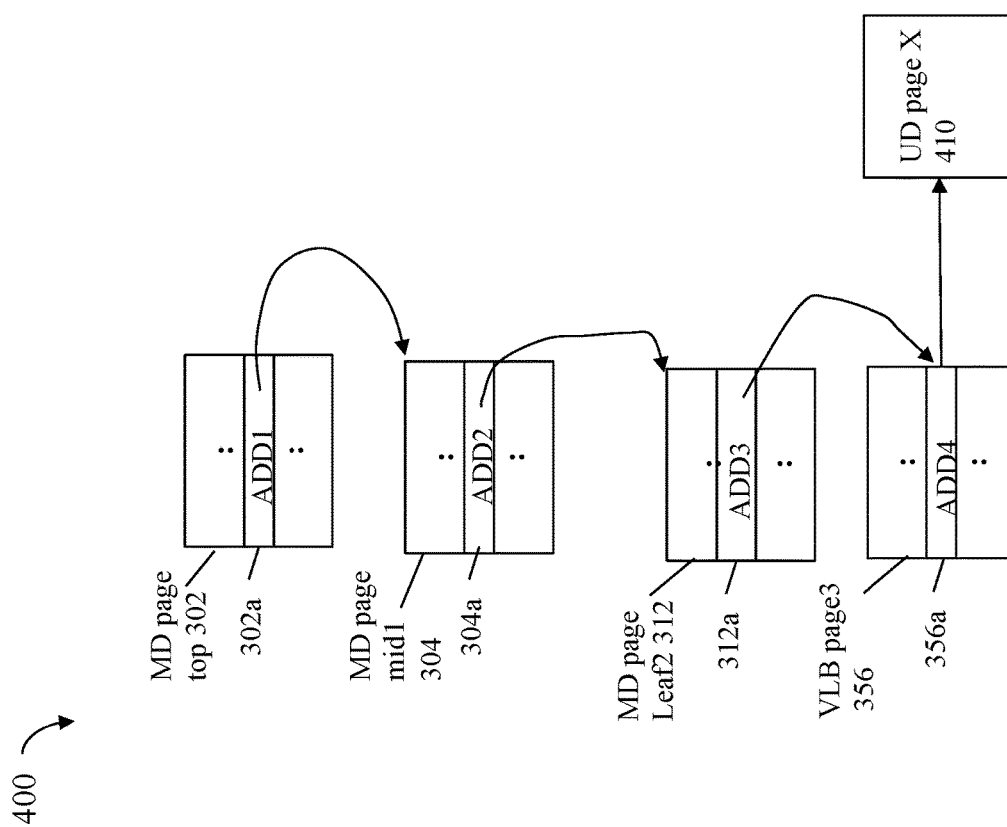 400
MD page
top 302
:
302a
ADD1
:
MD page
mid1
304
:
304a
ADD2
:
MD page
Leaf2 312
:
312a
ADD3
:
VLB page3
356
:
356a
ADD4
:
UD page X
410